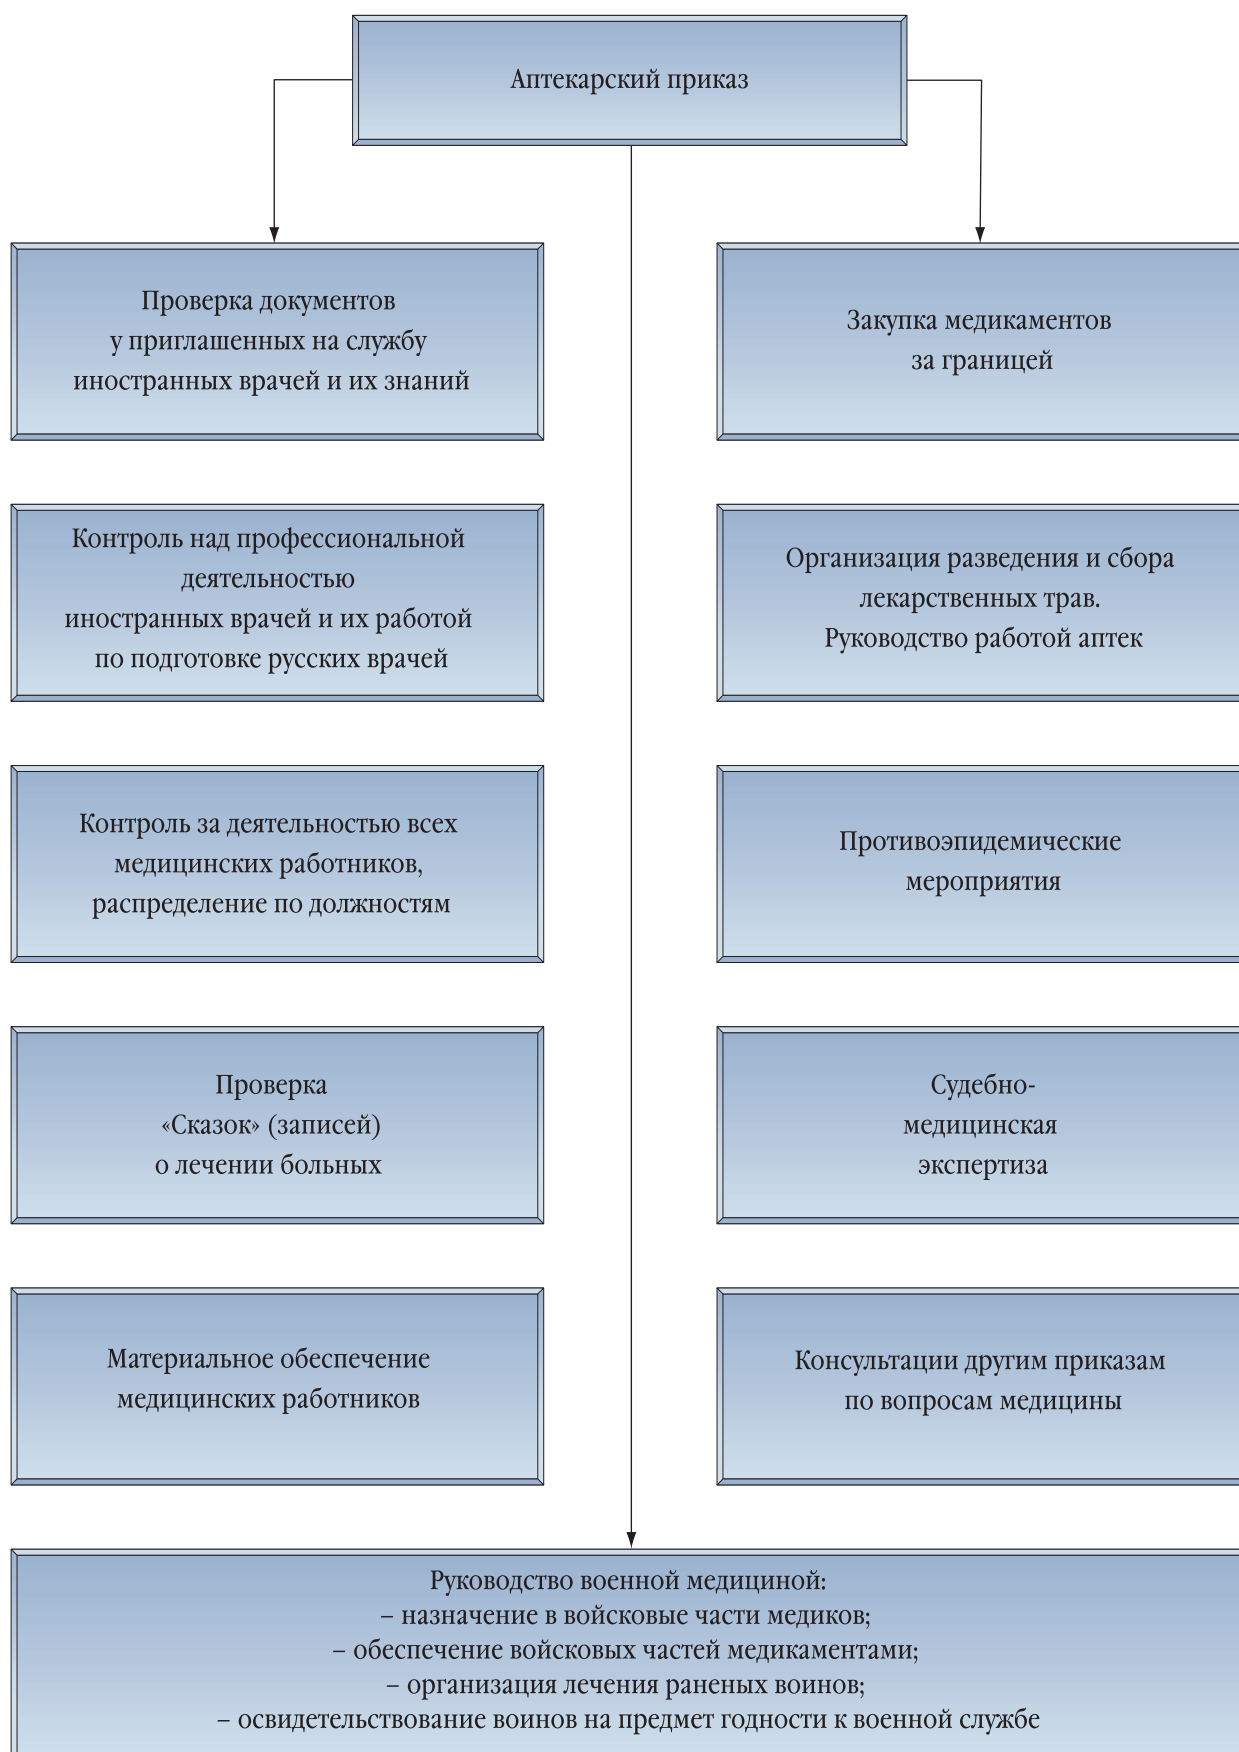 Аптекарский приказ
Проверка документов
у приглашенных на службу
иностранных врачей и их знаний
Закупка медикаментов
за границей
Контроль над профессиональной
деятельностью
иностранных врачей и их работой
по подготовке русских врачей
Организация разведения и сбора
лекарственных трав.
Руководство работой аптек
Контроль за деятельностью всех
медицинских работников,
распределение по должностям
Противоэпидемические
мероприятия
Проверка
«Сказок» (записей)
о лечении больных
Судебно-
медицинская
экспертиза
Материальное обеспечение
медицинских работников
Консультации другим приказам
по вопросам медицины
Руководство военной медициной:
– назначение в войсковые части медиков;
– обеспечение войсковых частей медикаментами;
– организация лечения раненых воинов;
– освидетельствование воинов на предмет годности к военной службе